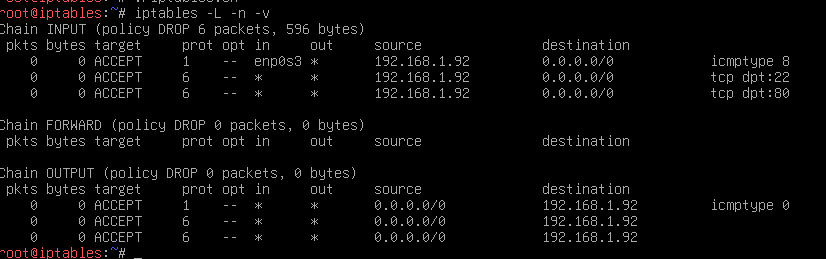 root@iptables:~# iptables -L -n -v
Chain INPUT (policy DROP 6 packets, 596 bytes)
pkts bytes target prot opt in out source destination
0 0 ACCEPT 1 -- enp0s3 * 192.168.1.92 0.0.0.0/0 icmptype 8
0 0 ACCEPT 6 -- * * 192.168.1.92 0.0.0.0/0 tcp dpt:22
0 0 ACCEPT 6 -- * * 192.168.1.92 0.0.0.0/0 tcp dpt:80
Chain FORWARD (policy DROP 0 packets, 0 bytes)
pkts bytes target prot opt in out source destination
Chain OUTPUT (policy DROP 0 packets, 0 bytes)
pkts bytes target prot opt in out source destination
0 0 ACCEPT 1 -- * * 0.0.0.0/0 192.168.1.92 icmptype 0
0 0 ACCEPT 6 -- * * 0.0.0.0/0 192.168.1.92
0 0 ACCEPT 6 -- * * 0.0.0.0/0 192.168.1.92
root@iptables:~# _